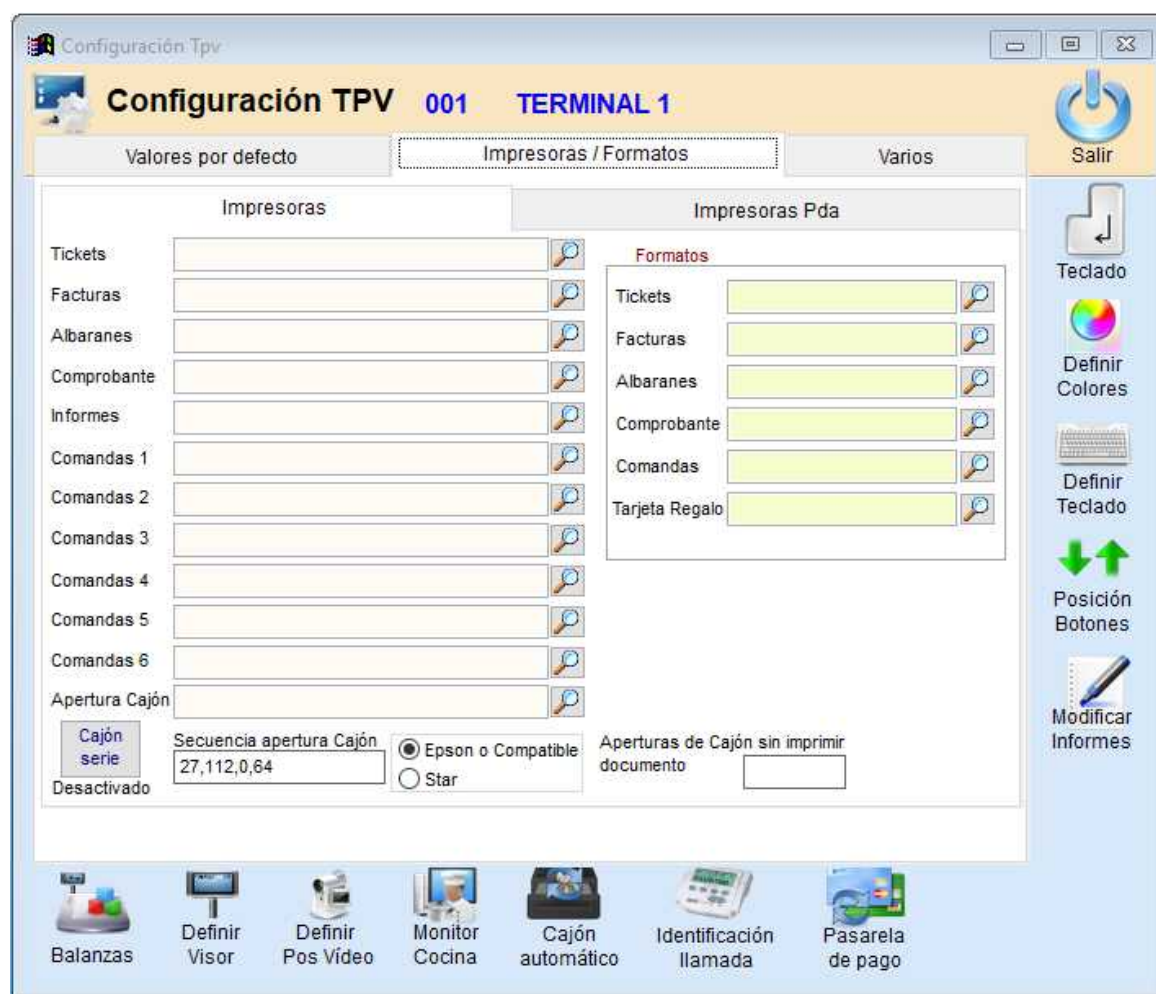 Configuración Tpv
Configuración TPV 001 TERMINAL 1
Salir
Valores por defecto Impresoras / Formatos Varios
Impresoras Impresoras Pda
Tickets
Facturas
Albaranes
Comprobante
Informes
Comandas 1
Comandas 2
Comandas 3
Comandas 4
Comandas 5
Comandas 6
Apertura Cajón
Formatos
Tickets
Facturas
Albaranes
Comprobante
Comandas
Tarjeta Regalo
Cajón
serie
Desactivado
Secuencia apertura Cajón
27,112,0,64
Epson o Compatible
Star
Aperturas de Cajón sin imprimir
documento
Teclado
Definir
Colores
Definir
Teclado
Posición
Botones
Modificar
Informes
Balanzas
Definir
Visor
Definir
Pos Vídeo
Monitor
Cocina
Cajón
automático
Identificación
llamada
Pasarela
de pago